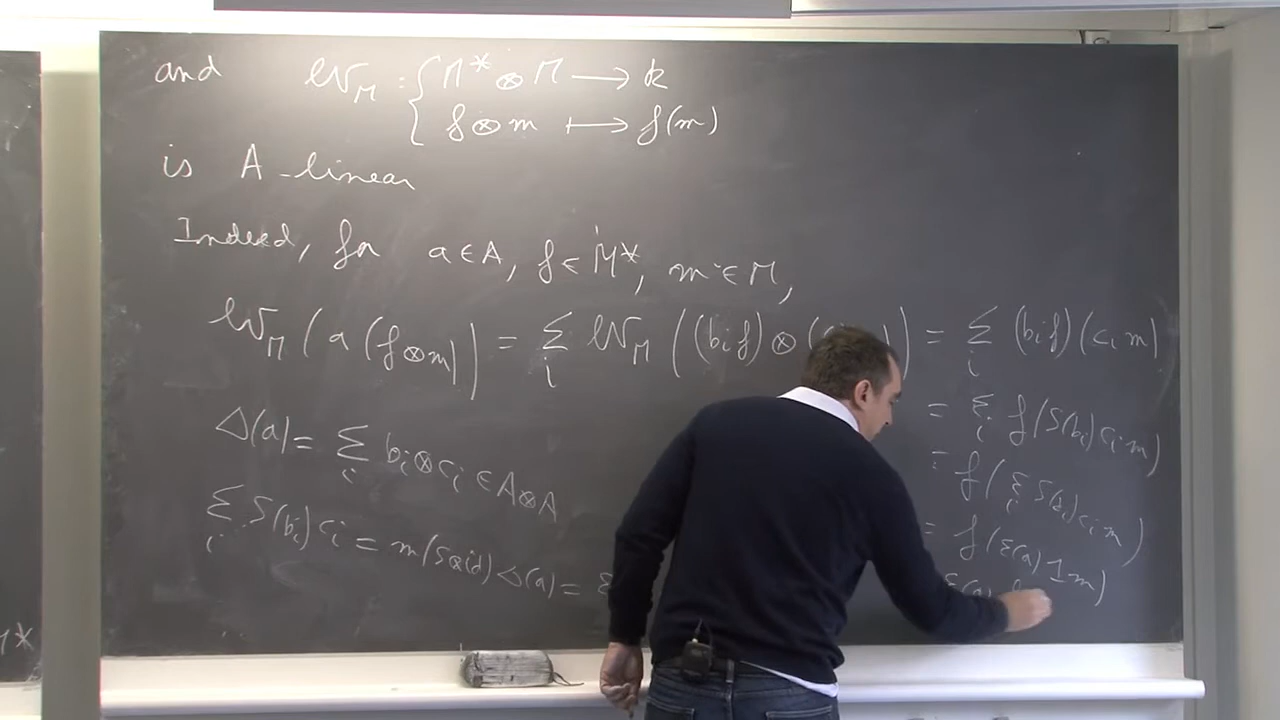 and ev_M : { M* ⊗ M ⟶ k
f ⊗ m ⟼ f(m)
is A-linear
Indeed, for a ∈ A, f ∈ M*, m ∈ M,
ev_M (a (f ⊗ m)) = Σ_i ev_M ((b_i f) ⊗ ( ) = Σ_i (b_i f)(c_i m)
= Σ_i f(S(b_i) c_i m)
Δ(a) = Σ_i b_i ⊗ c_i ∈ A ⊗ A
= f(Σ_i S(b_i) c_i m)
Σ_i S(b_i) c_i = m(S ⊗ id) Δ(a) = ε
= f(ε(a) 1 m)
ε(a)
M*